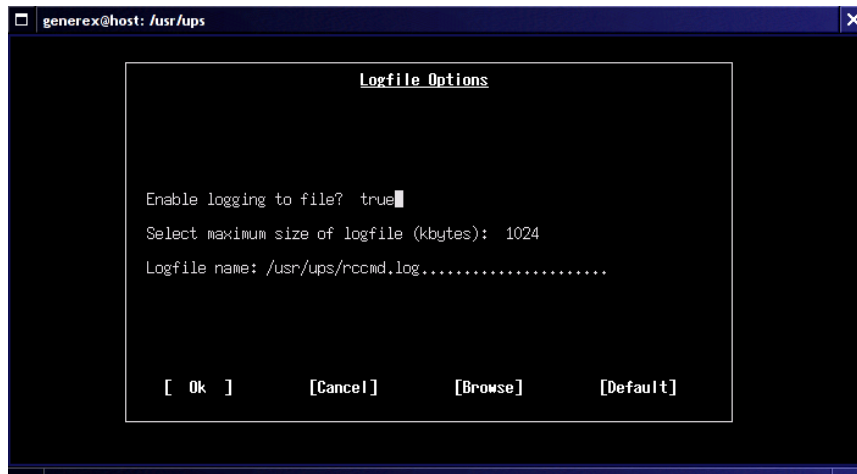 generex@host: /usr/ups
Logfile Options
Enable logging to file? true
Select maximum size of logfile (kbytes): 1024
Logfile name: /usr/ups/rccmd.log......................
[ Ok ] [Cancel] [Browse] [Default]